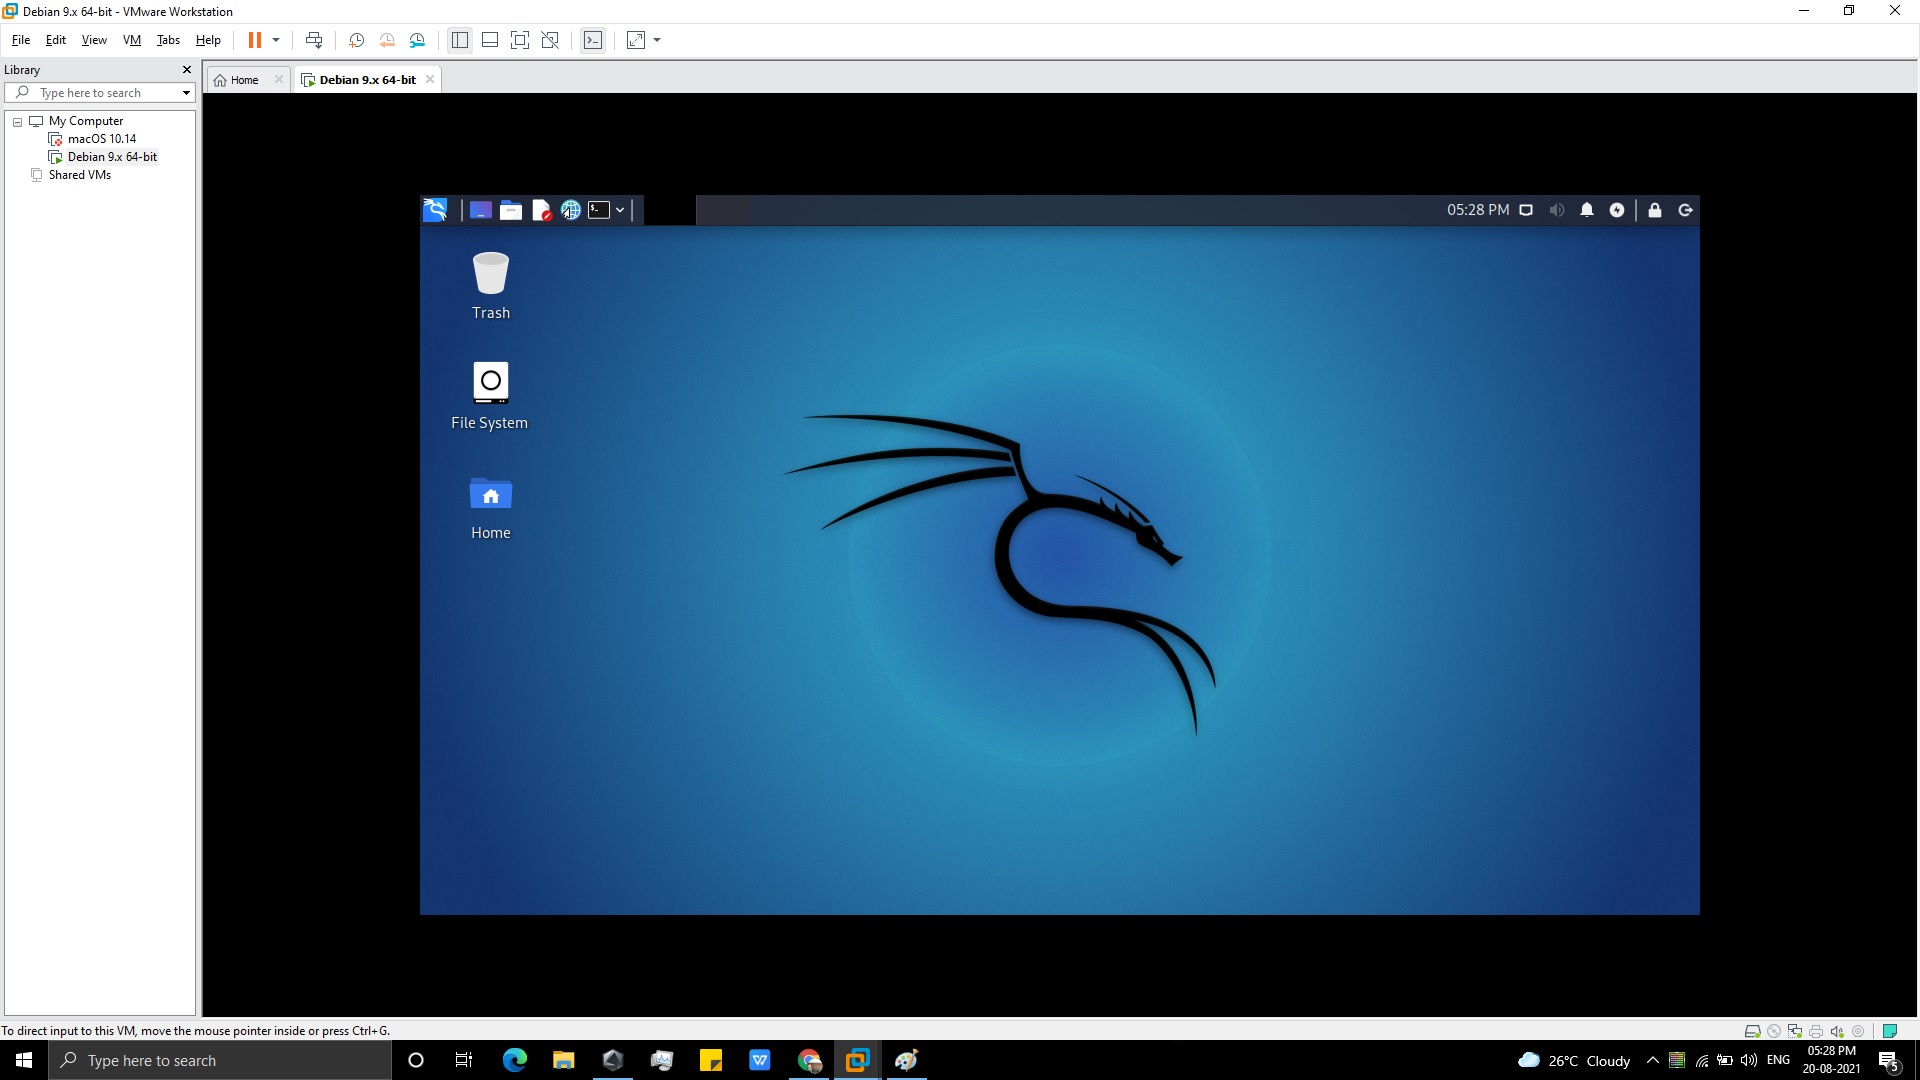 Debian 9.x 64-bit - VMware Workstation
File Edit View VM Tabs Help
Library
Type here to search
My Computer
macOS 10.14
Debian 9.x 64-bit
Shared VMs
Home
Debian 9.x 64-bit
05:28 PM
Trash
File System
Home
To direct input to this VM, move the mouse pointer inside or press Ctrl+G.
Type here to search
26°C Cloudy
ENG
05:28 PM
20-08-2021
5